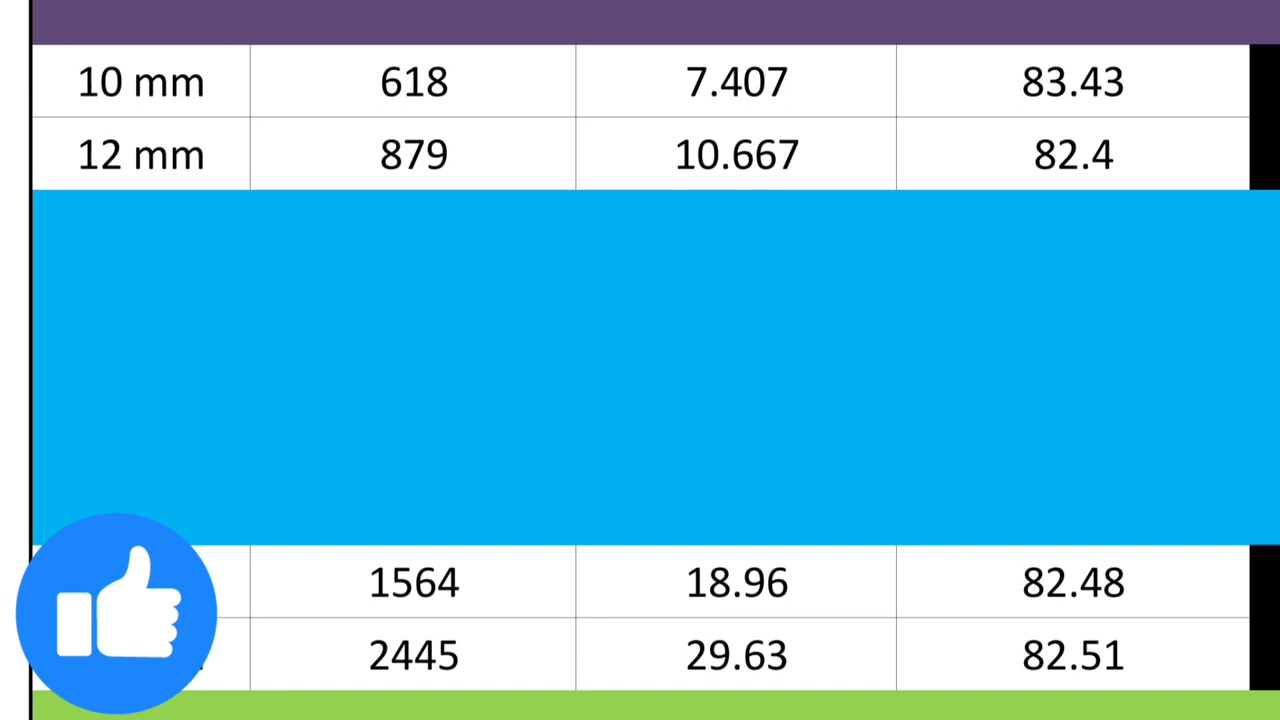 10 mm 618 7.407 83.43
12 mm 879 10.667 82.4
1564 18.96 82.48
2445 29.63 82.51